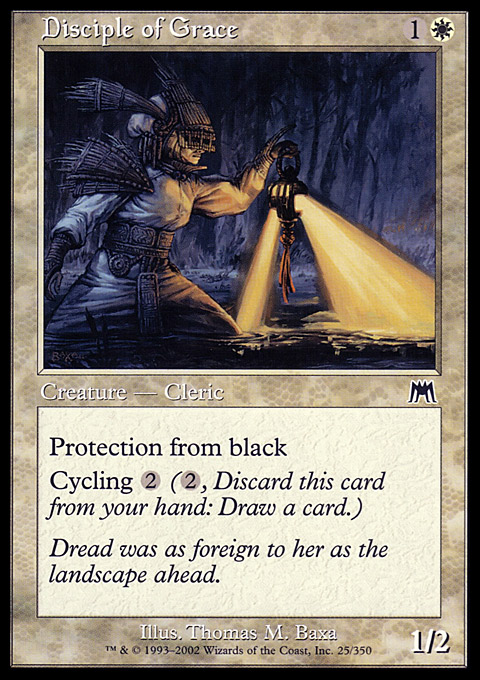 Disciple of Grace 1
Creature — Cleric
Protection from black
Cycling 2 (2, Discard this card
from your hand: Draw a card.)
Dread was as foreign to her as the
landscape ahead.
Illus. Thomas M. Baxa
1/2
™ & © 1993–2002 Wizards of the Coast, Inc. 25/350